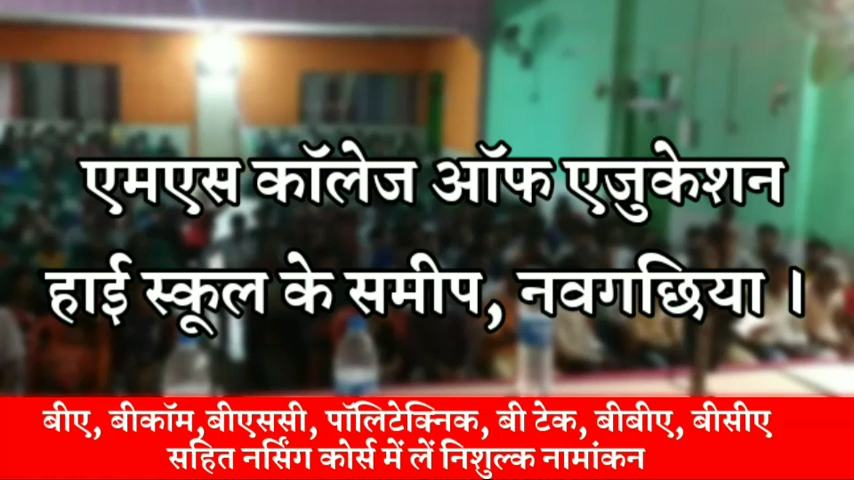 एमएस कॉलेज ऑफ एजुकेशन
हाई स्कूल के समीप, नवगछिया ।
बीए, बीकॉम,बीएससी, पॉलिटेक्निक, बी टेक, बीबीए, बीसीए
सहित नर्सिंग कोर्स में लें निशुल्क नामांकन